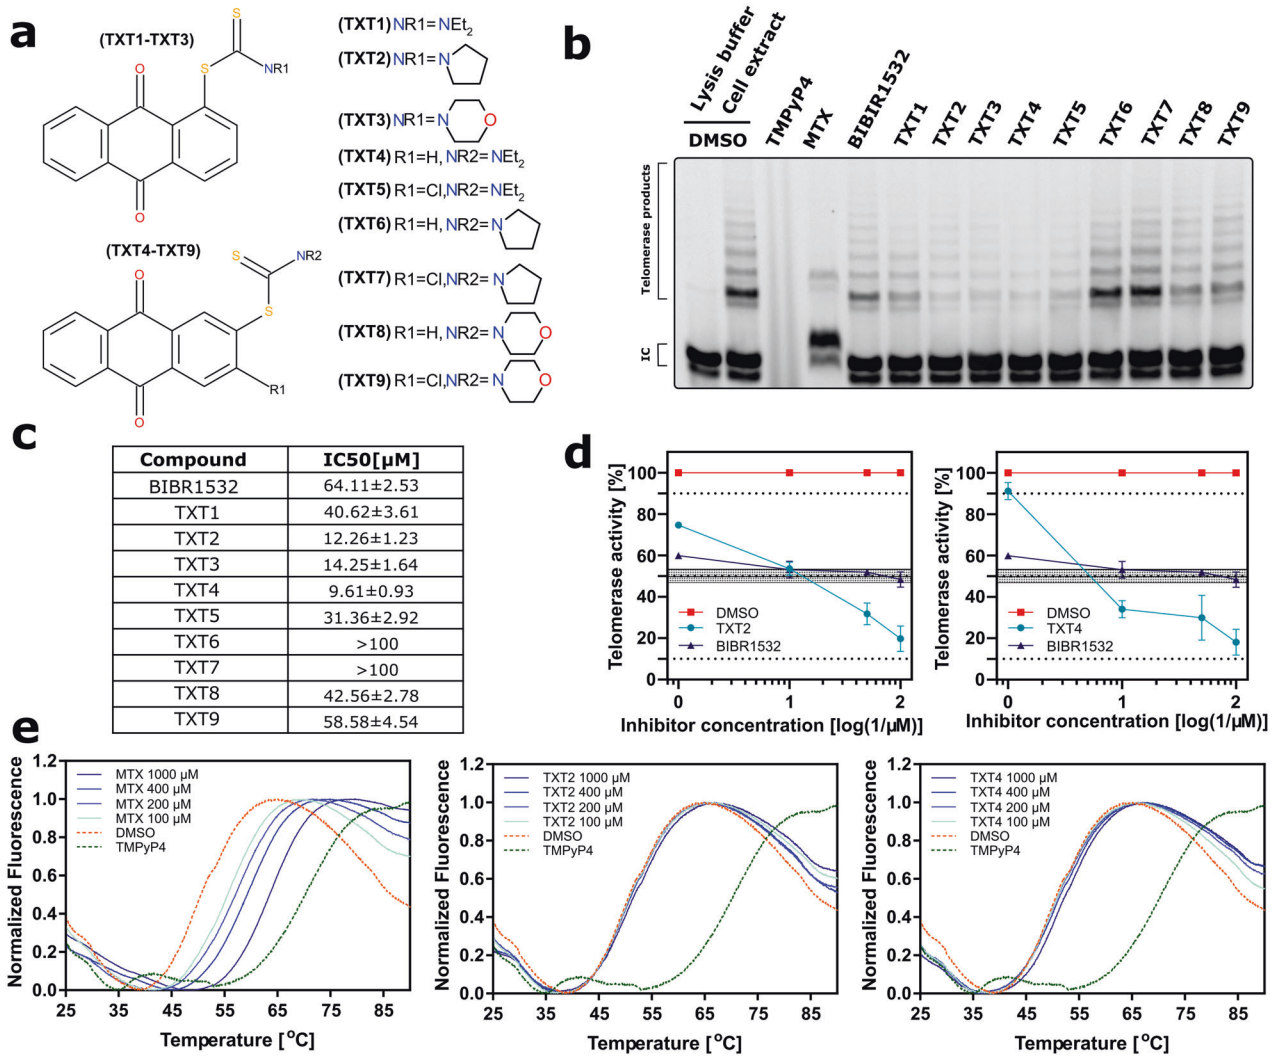 a
(TXT1-TXT3)
S
S
NR1
O
O
(TXT4-TXT9)
S
NR2
S
O
O
R1
(TXT1) NR1= NEt2
(TXT2) NR1= N
(TXT3) NR1= N O
(TXT4) R1=H, NR2= NEt2
(TXT5) R1=Cl,NR2= NEt2
(TXT6) R1=H, NR2= N
(TXT7) R1=Cl,NR2= N
(TXT8) R1=H, NR2= N O
(TXT9) R1=Cl,NR2= N O
b
Lysis buffer
Cell extract
DMSO
TMPyP4
MTX
BIBIR1532
TXT1
TXT2
TXT3
TXT4
TXT5
TXT6
TXT7
TXT8
TXT9
Telomerase products
IC
c
Compound IC50[µM]
BIBR1532 64.11±2.53
TXT1 40.62±3.61
TXT2 12.26±1.23
TXT3 14.25±1.64
TXT4 9.61±0.93
TXT5 31.36±2.92
TXT6 >100
TXT7 >100
TXT8 42.56±2.78
TXT9 58.58±4.54
d
Telomerase activity [%]
100
80
60
40
20
0
DMSO
TXT2
BIBR1532
0 1 2
Inhibitor concentration [log(1/µM)]
Telomerase activity [%]
100
80
60
40
20
0
DMSO
TXT4
BIBR1532
0 1 2
Inhibitor concentration [log(1/µM)]
e
Normalized Fluorescence
1.2
1.0
0.8
0.6
0.4
0.2
0.0
MTX 1000 µM
MTX 400 µM
MTX 200 µM
MTX 100 µM
DMSO
TMPyP4
25 35 45 55 65 75 85
Temperature [°C]
Normalized Fluorescence
1.2
1.0
0.8
0.6
0.4
0.2
0.0
TXT2 1000 µM
TXT2 400 µM
TXT2 200 µM
TXT2 100 µM
DMSO
TMPyP4
25 35 45 55 65 75 85
Temperature [°C]
Normalized Fluorescence
1.2
1.0
0.8
0.6
0.4
0.2
0.0
TXT4 1000 µM
TXT4 400 µM
TXT4 200 µM
TXT4 100 µM
DMSO
TMPyP4
25 35 45 55 65 75 85
Temperature [°C]